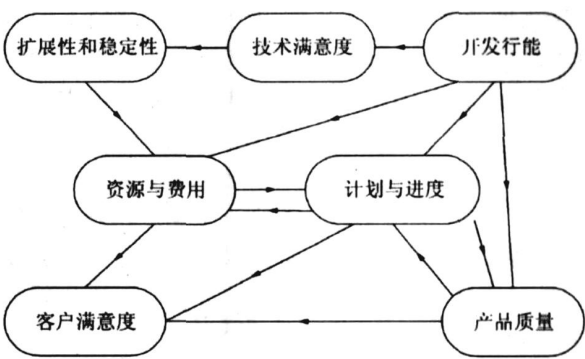 扩展性和稳定性
技术满意度
开发行能
资源与费用
计划与进度
客户满意度
产品质量